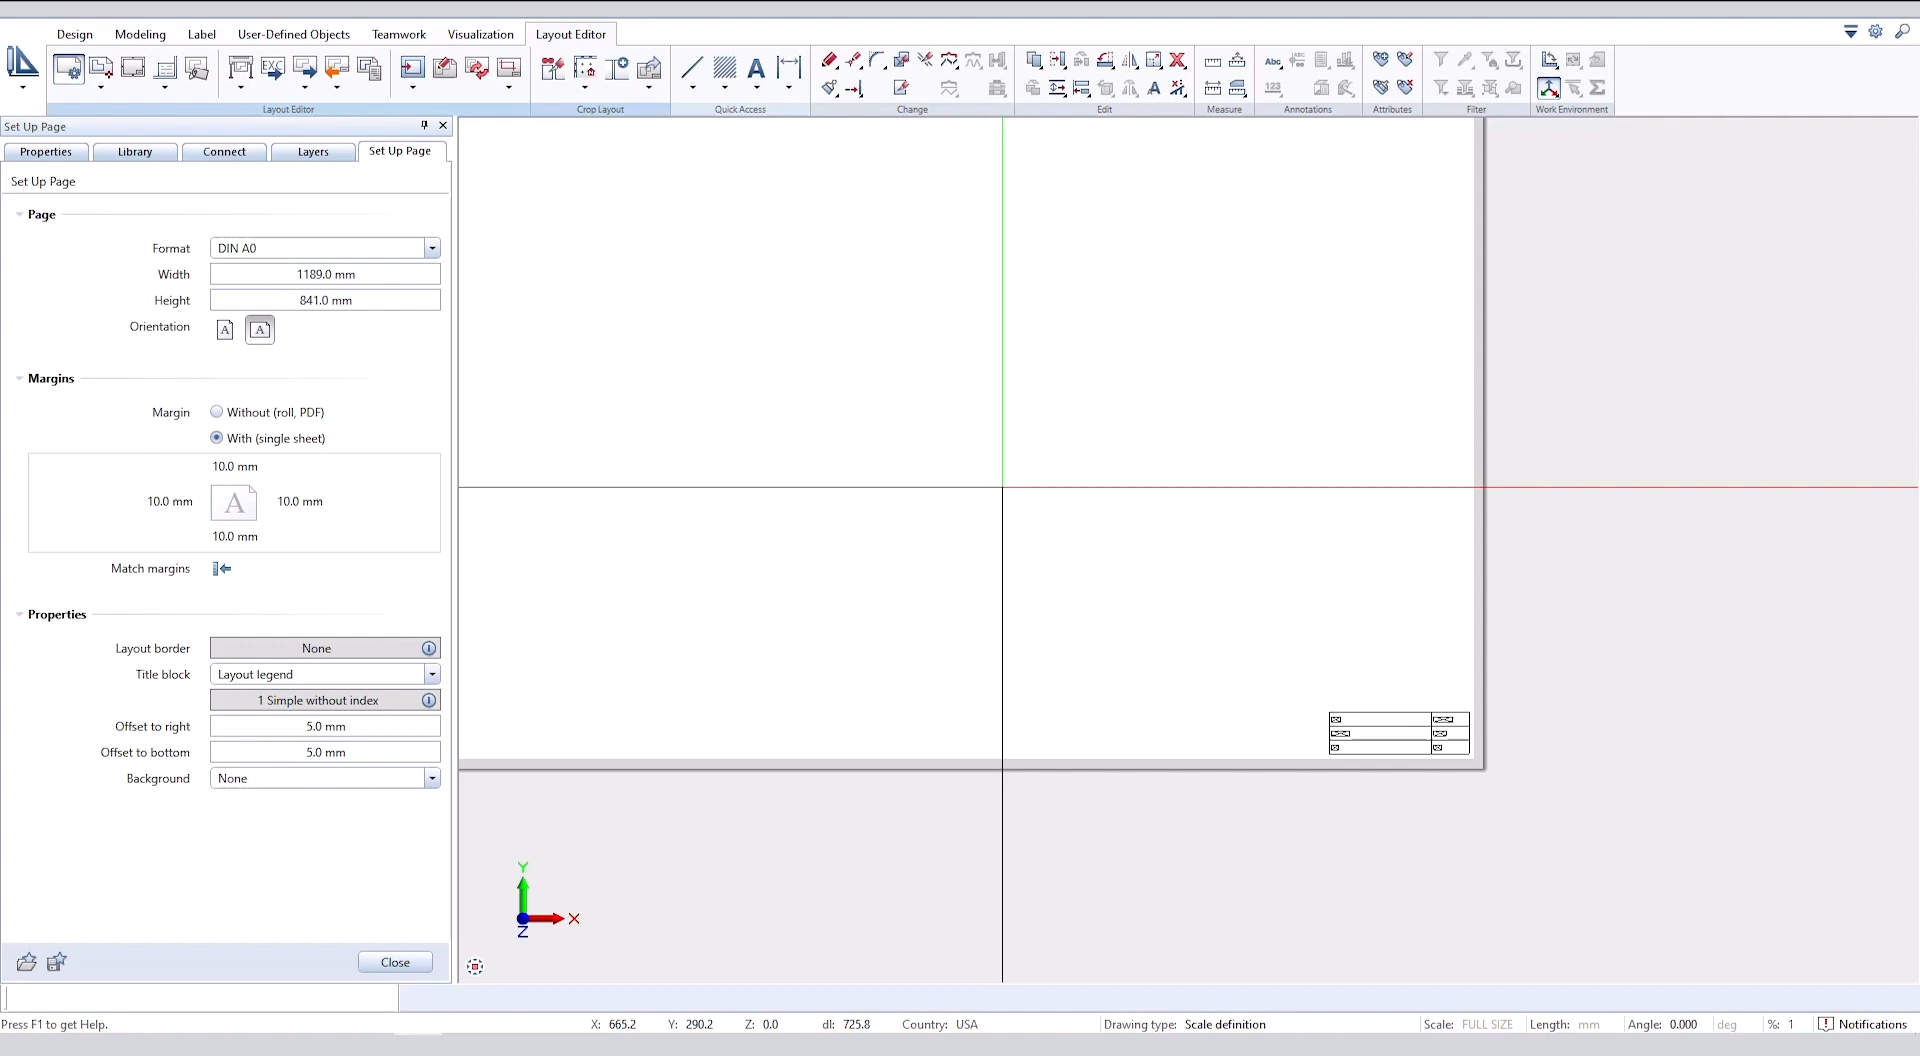 Design Modeling Label User-Defined Objects Teamwork Visualization Layout Editor
EXC A
Abc
A 123
Layout Editor Crop Layout Quick Access Change Edit Measure Annotations Attributes Filter Work Environment
Set Up Page
Properties Library Connect Layers Set Up Page
Set Up Page
Page
Format DIN A0
Width 1189.0 mm
Height 841.0 mm
Orientation A A
Margins
Margin Without (roll, PDF)
With (single sheet)
10.0 mm
10.0 mm A 10.0 mm
10.0 mm
Match margins
Properties
Layout border None
Title block Layout legend
1 Simple without index
Offset to right 5.0 mm
Offset to bottom 5.0 mm
Background None
Y
X
Z
Close
Press F1 to get Help. X: 665.2 Y: 290.2 Z: 0.0 dl: 725.8 Country: USA Drawing type: Scale definition Scale: FULL SIZE Length: mm Angle: 0.000 deg %: 1 Notifications